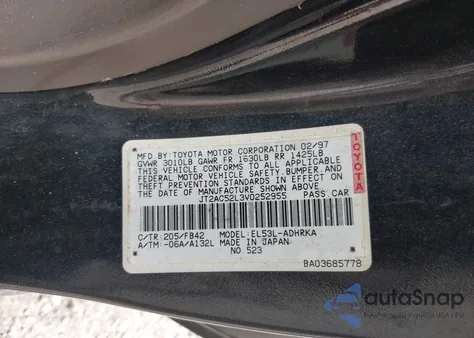 MFD. BY: TOYOTA MOTOR CORPORATION 02/97
GVWR 3010LB GAWR FR 1630LB RR 1425LB
THIS VEHICLE CONFORMS TO ALL APPLICABLE
FEDERAL MOTOR VEHICLE SAFETY, BUMPER, AND
THEFT PREVENTION STANDARDS IN EFFECT ON THE DATE OF
MANUFACTURE SHOWN ABOVE.
JT2AC52L3V0252955 PASS CAR
TOYOTA
C/TR: 205/FB42 MODEL: EL53L-ADHRKA
A/TM: -06A/A132L MADE IN JAPAN
NO. 523
BA03685778
autoSnap